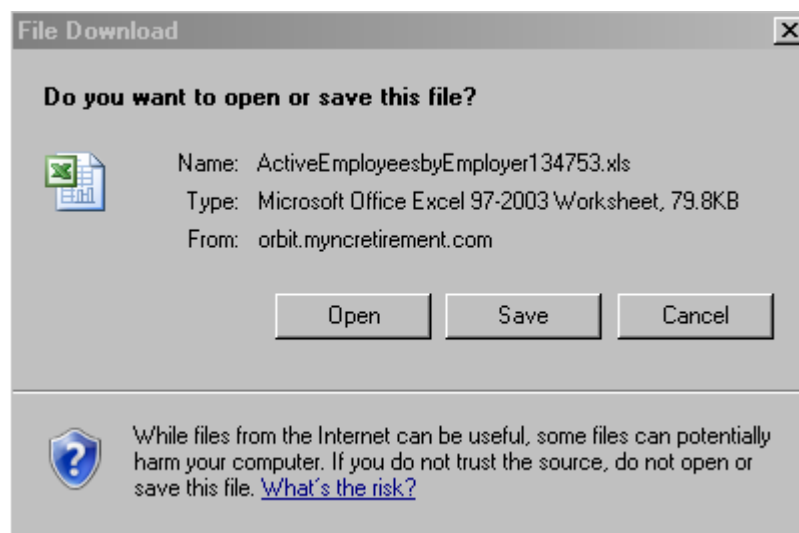 File Download
Do you want to open or save this file?
Name: ActiveEmployeesbyEmployer134753.xls
Type: Microsoft Office Excel 97-2003 Worksheet, 79.8KB
From: orbit.myncretirement.com
Open Save Cancel
While files from the Internet can be useful, some files can potentially
harm your computer. If you do not trust the source, do not open or
save this file. What's the risk?